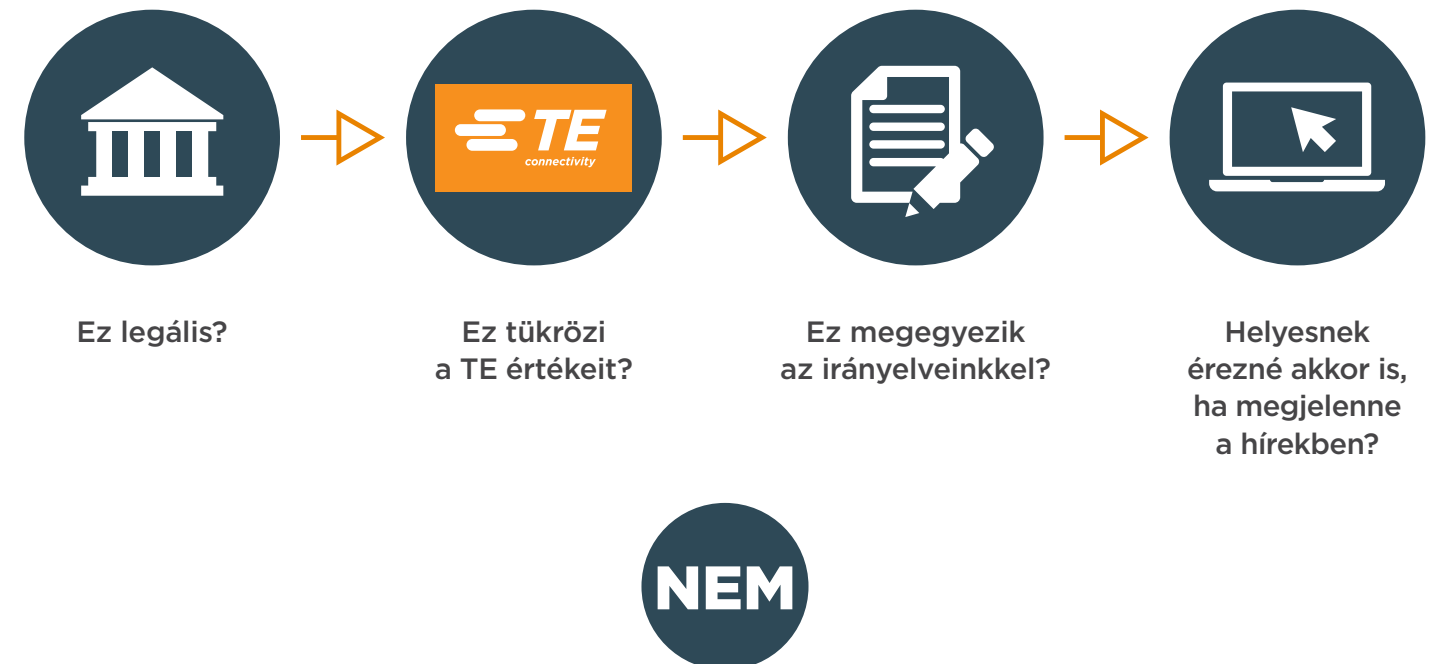 TE
connectivity
Ez legális?
Ez tükrözi
a TE értékeit?
Ez megegyezik
az irányelveinkkel?
Helyesnek
érezné akkor is,
ha megjelenne
a hírekben?
NEM